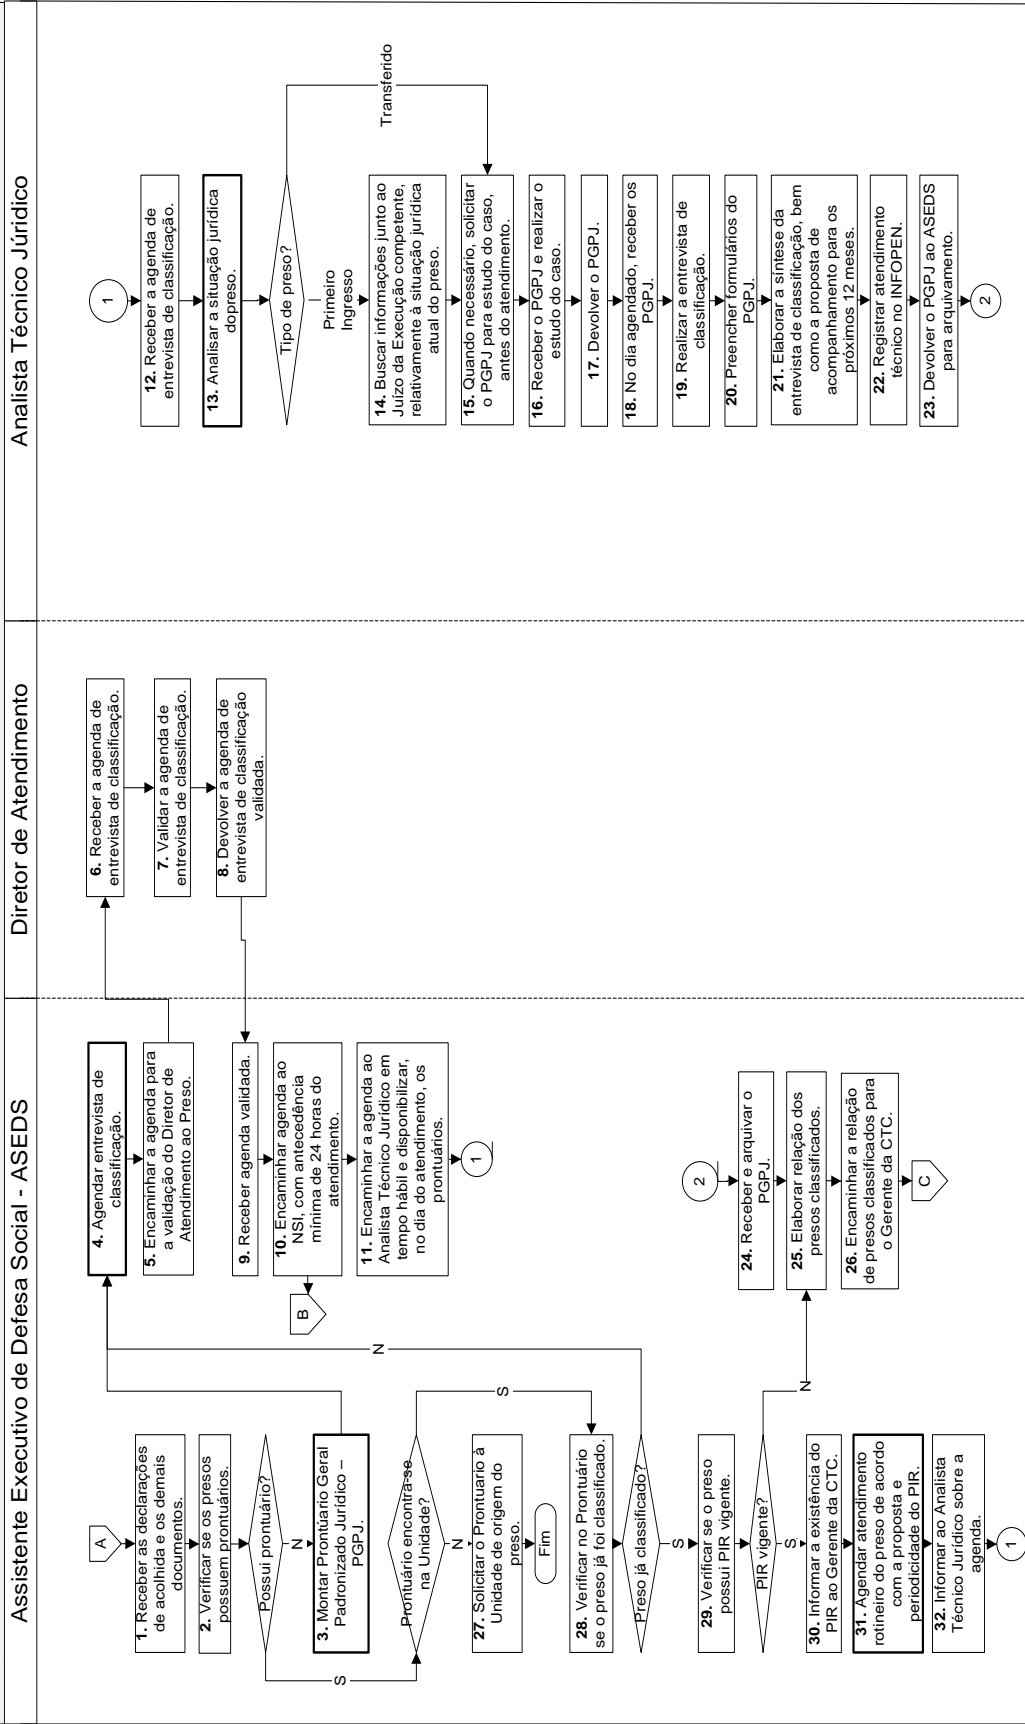 Assistente Executivo de Defesa Social - ASEDS
Diretor de Atendimento
Analista Técnico Júridico
A
1. Receber as declarações
de acolhida e os demais
documentos.
2. Verificar se os presos
possuem prontuários.
Possui prontuário?
N
S
3. Montar Prontúario Geral
Padronizado Jurídico –
PGPJ.
Prontuário encontra-se
na Unidade?
N
S
27. Solicitar o Prontuario à
Unidade de origem do
preso.
Fim
28. Verificar no Prontuário
se o preso já foi classificado.
Preso já classificado?
N
S
29. Verificar se o preso
possui PIR vigente.
PIR vigente?
N
S
30. Informar a existência do
PIR ao Gerente da CTC.
31. Agendar atendimento
rotineiro do preso de acordo
com a proposta e
periodicidade do PIR.
32. Informar ao Analista
Técnico Jurídico sobre a
agenda.
1
4. Agendar entrevista de
classificação.
5. Encaminhar a agenda para
a validação do Diretor de
Atendimento ao Preso.
9. Receber agenda validada.
10. Encaminhar agenda ao
NSI, com antecedência
mínima de 24 horas do
atendimento.
B
11. Encaminhar a agenda ao
Analista Técnico Jurídico em
tempo hábil e disponibilizar,
no dia do atendimento, os
prontuários.
1
2
24. Receber e arquivar o
PGPJ.
25. Elaborar relação dos
presos classificados.
26. Encaminhar a relação
de presos classificados para
o Gerente da CTC.
C
6. Receber a agenda de
entrevista de classificação.
7. Validar a agenda de
entrevista de classificação.
8. Devolver a agenda de
entrevista de classificação
validada.
1
12. Receber a agenda de
entrevista de classificação.
13. Analisar a situação jurídica
dopreso.
Tipo de preso?
Primeiro
Ingresso
Transferido
14. Buscar informações junto ao
Juízo da Execução competente,
relativamente à situação jurídica
atual do preso.
15. Quando necessário, solicitar
o PGPJ para estudo do caso,
antes do atendimento.
16. Receber o PGPJ e realizar o
estudo do caso.
17. Devolver o PGPJ.
18. No dia agendado, receber os
PGPJ.
19. Realizar a entrevista de
classificação.
20. Preencher formulários do
PGPJ.
21. Elaborar a síntese da
entrevista de classificação, bem
como a proposta de
acompanhamento para os
próximos 12 meses.
22. Registrar atendimento
técnico no INFOPEN.
23. Devolver o PGPJ ao ASEDS
para arquivamento.
2